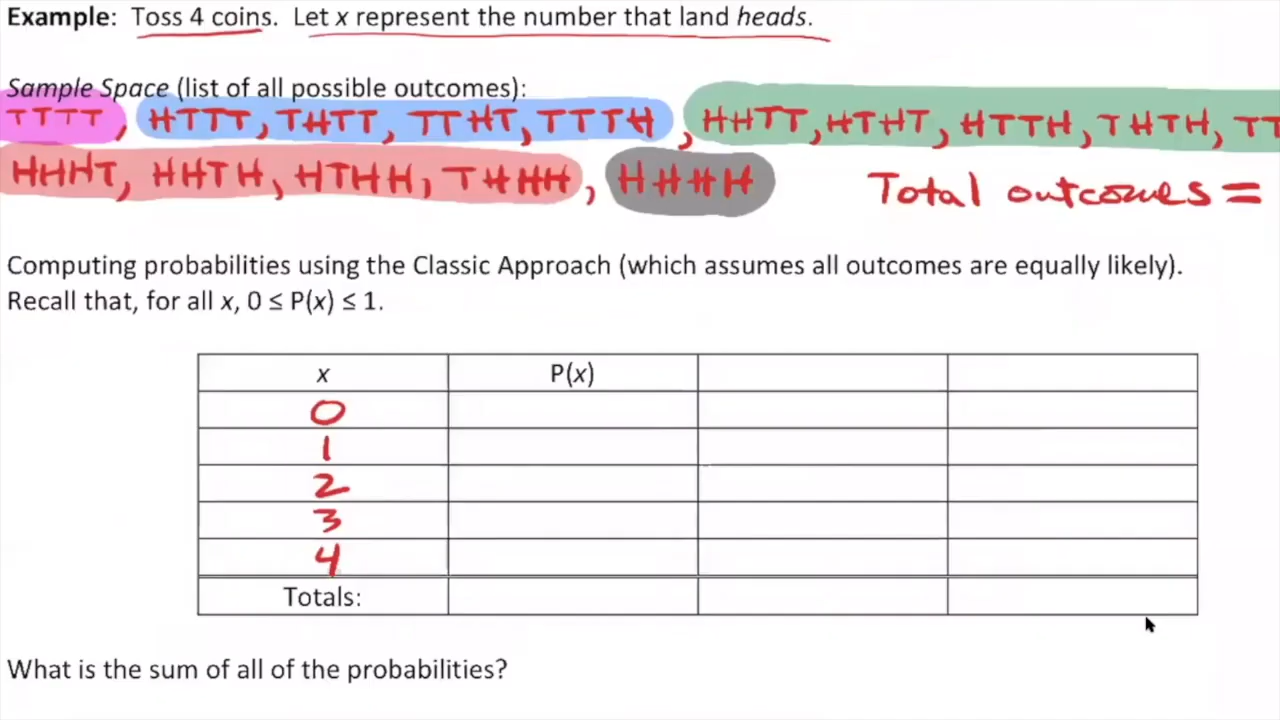 Example: Toss 4 coins. Let x represent the number that land heads.
Sample Space (list of all possible outcomes):
TTTT, HTTT, THTT, TTHT, TTTH, HHTT, HTHT, HTTH, THTH, TT
HHHT, HHTH, HTHH, THHH, HHHH Total outcomes =
Computing probabilities using the Classic Approach (which assumes all outcomes are equally likely).
Recall that, for all x, 0 ≤ P(x) ≤ 1.
x P(x)
0
1
2
3
4
Totals:
What is the sum of all of the probabilities?